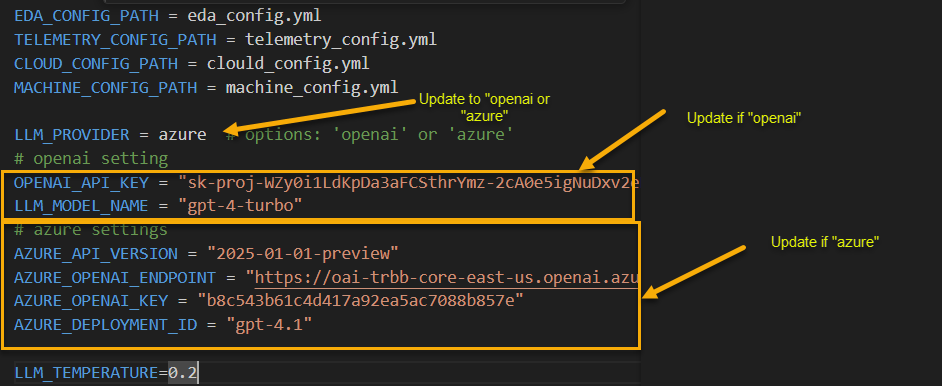 EDA_CONFIG_PATH = eda_config.yml
TELEMETRY_CONFIG_PATH = telemetry_config.yml
CLOUD_CONFIG_PATH = clould_config.yml
MACHINE_CONFIG_PATH = machine_config.yml
Update to "openai or
"azure"
Update if "openai"
LLM_PROVIDER = azure # options: 'openai' or 'azure'
# openai setting
OPENAI_API_KEY = "sk-proj-WZy0i1LdKpDa3aFCSthrYmz-2cA0e5igNuDxv2e
LLM_MODEL_NAME = "gpt-4-turbo"
# azure settings
Update if "azure"
AZURE_API_VERSION = "2025-01-01-preview"
AZURE_OPENAI_ENDPOINT = "https://oai-trbb-core-east-us.openai.azu
AZURE_OPENAI_KEY = "b8c543b61c4d417a92ea5ac7088b857e"
AZURE_DEPLOYMENT_ID = "gpt-4.1"
LLM_TEMPERATURE=0.2